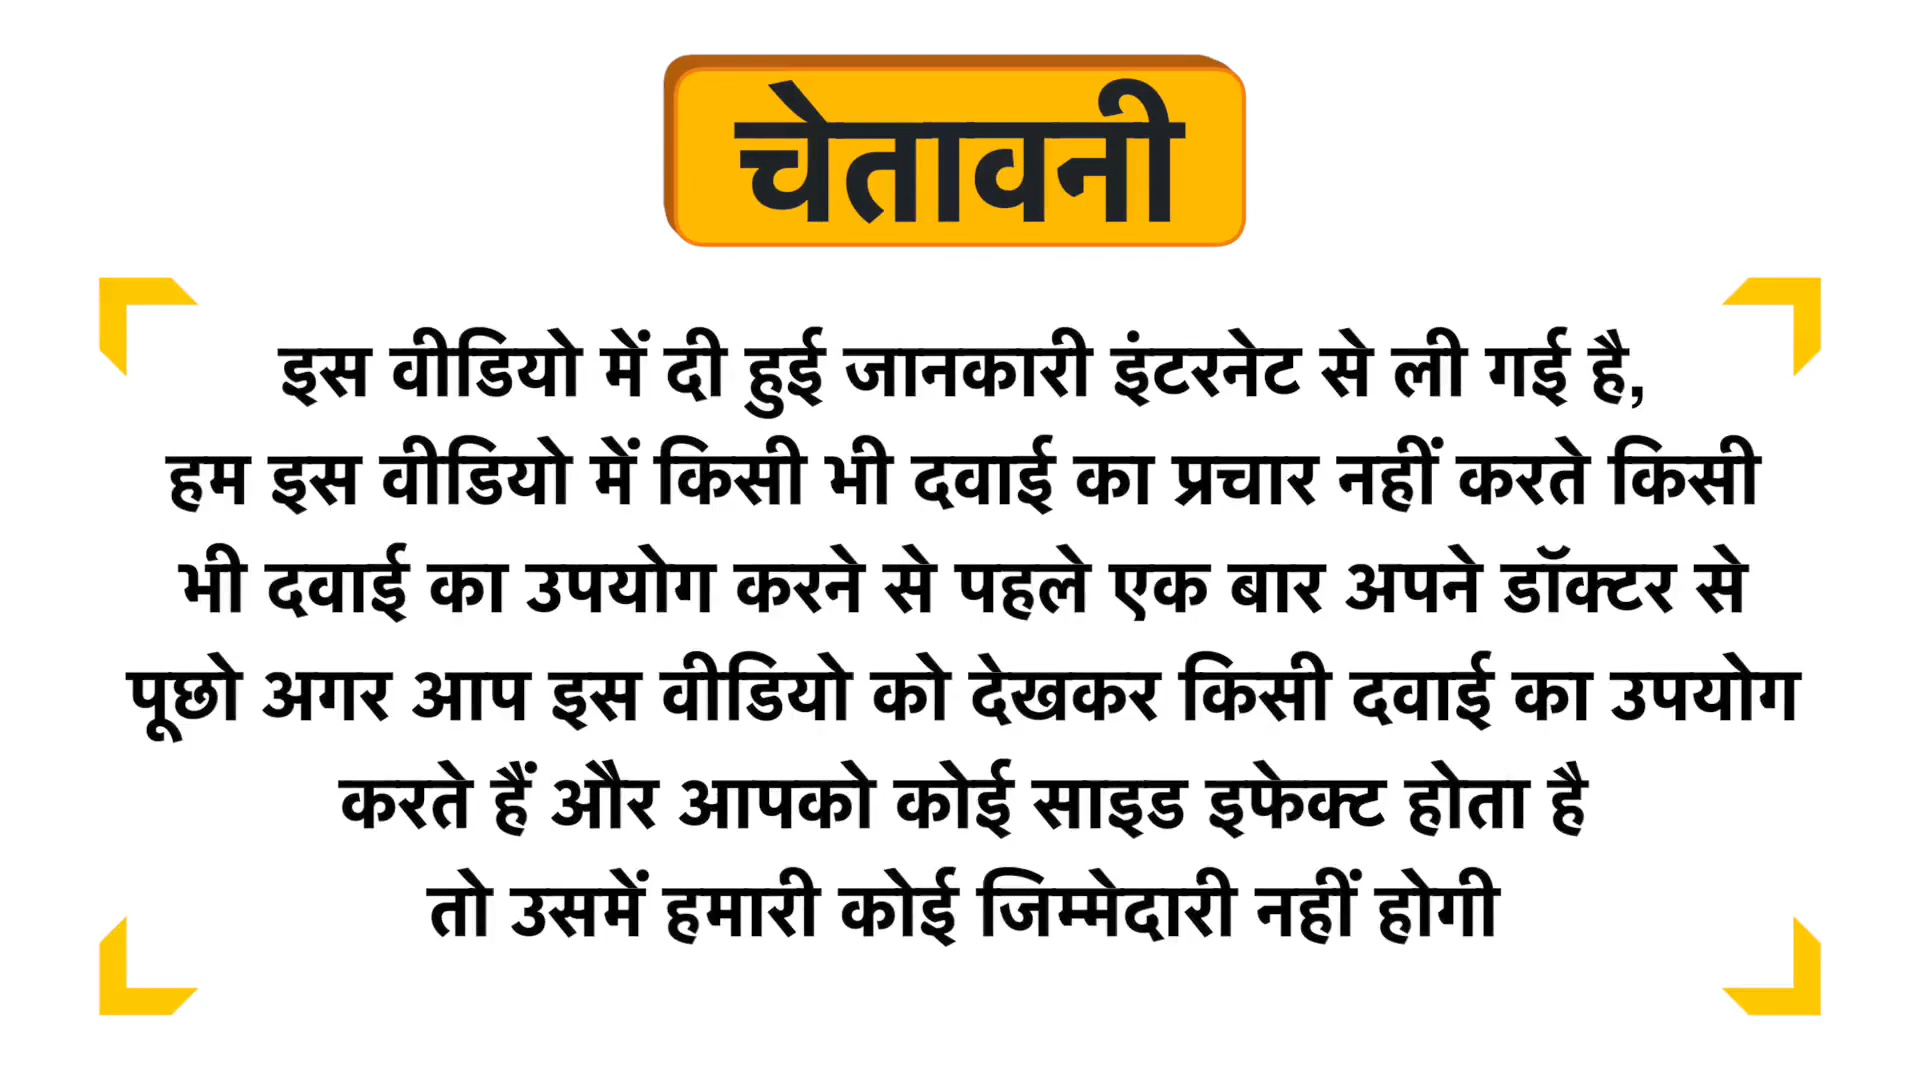 चेतावनी
इस वीडियो में दी हुई जानकारी इंटरनेट से ली गई है,
हम इस वीडियो में किसी भी दवाई का प्रचार नहीं करते किसी
भी दवाई का उपयोग करने से पहले एक बार अपने डॉक्टर से
पूछो अगर आप इस वीडियो को देखकर किसी दवाई का उपयोग
करते हैं और आपको कोई साइड इफेक्ट होता है
तो उसमें हमारी कोई जिम्मेदारी नहीं होगी